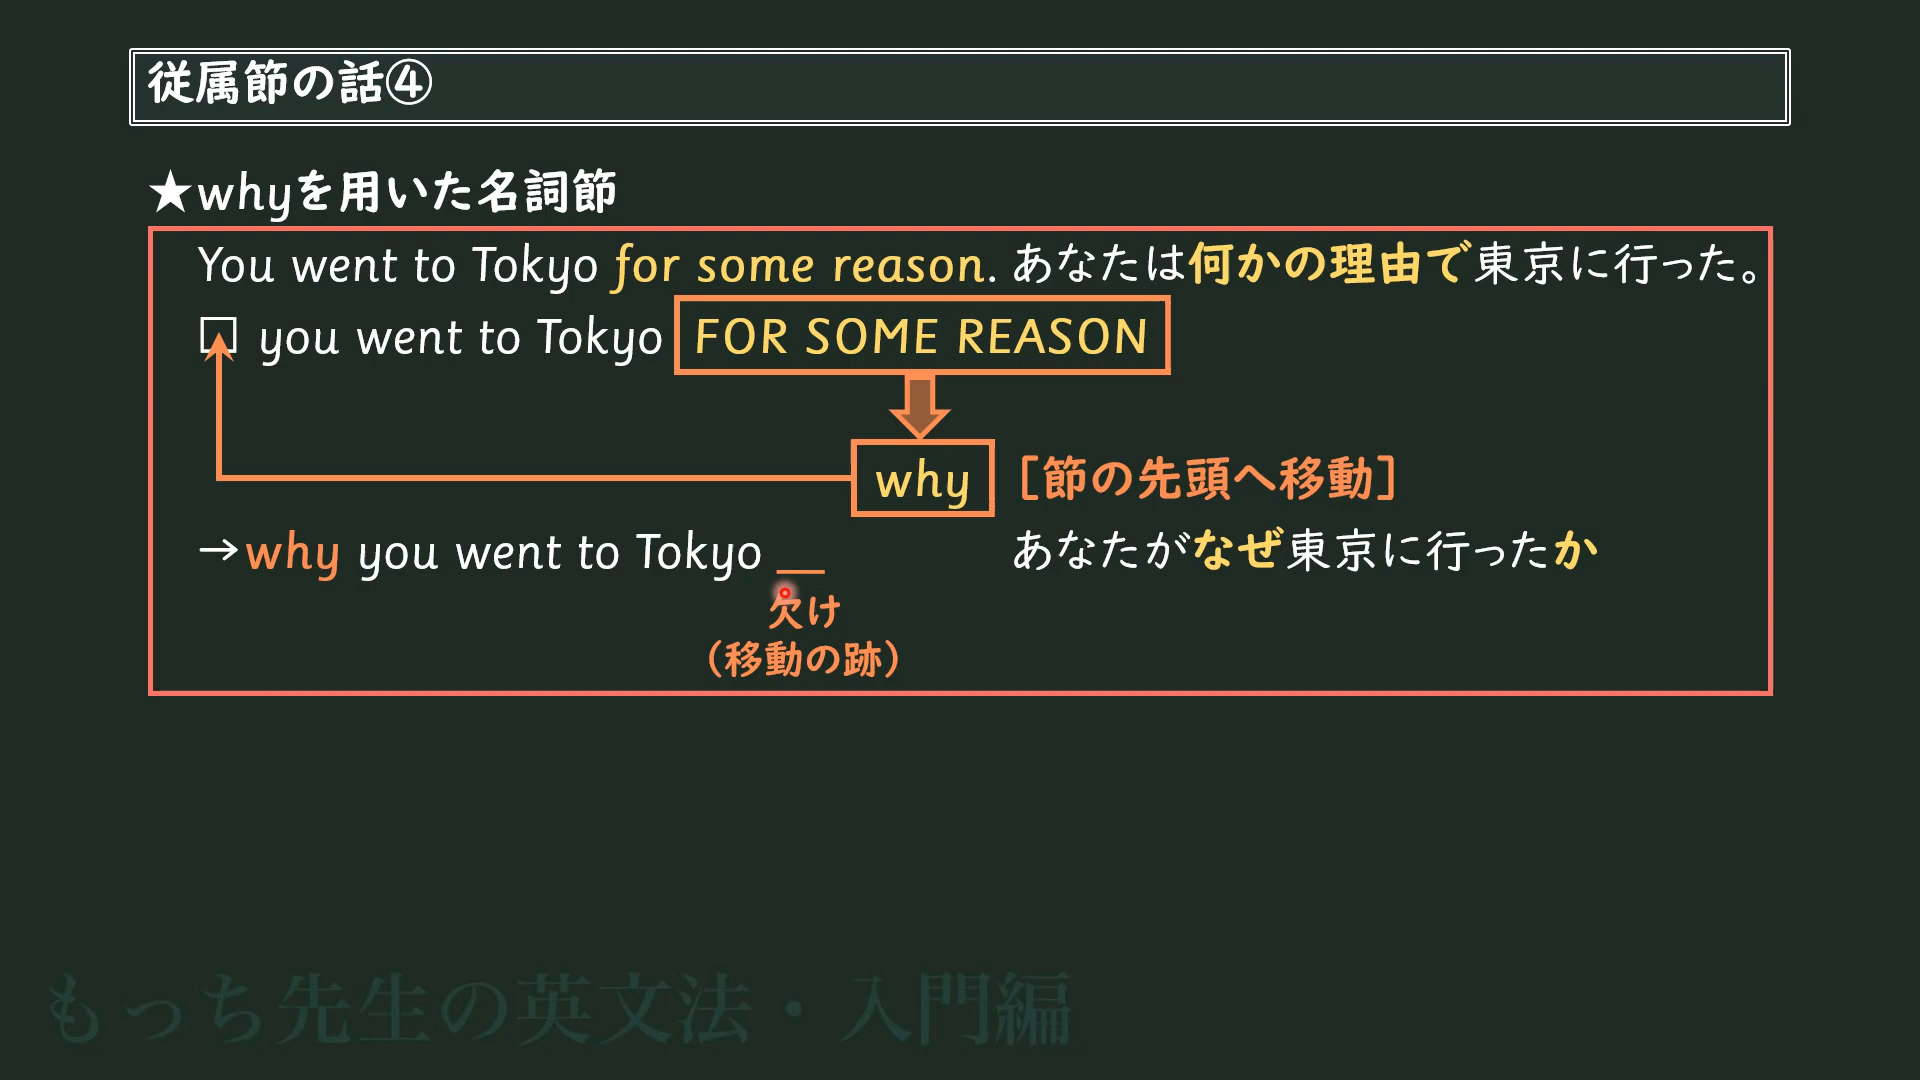 従属節の話④
★whyを用いた名詞節
You went to Tokyo for some reason. あなたは何かの理由で東京に行った。
□ you went to Tokyo FOR SOME REASON
why [節の先頭へ移動]
→why you went to Tokyo __ あなたがなぜ東京に行ったか
欠け
(移動の跡)
もっち先生の英文法・入門編